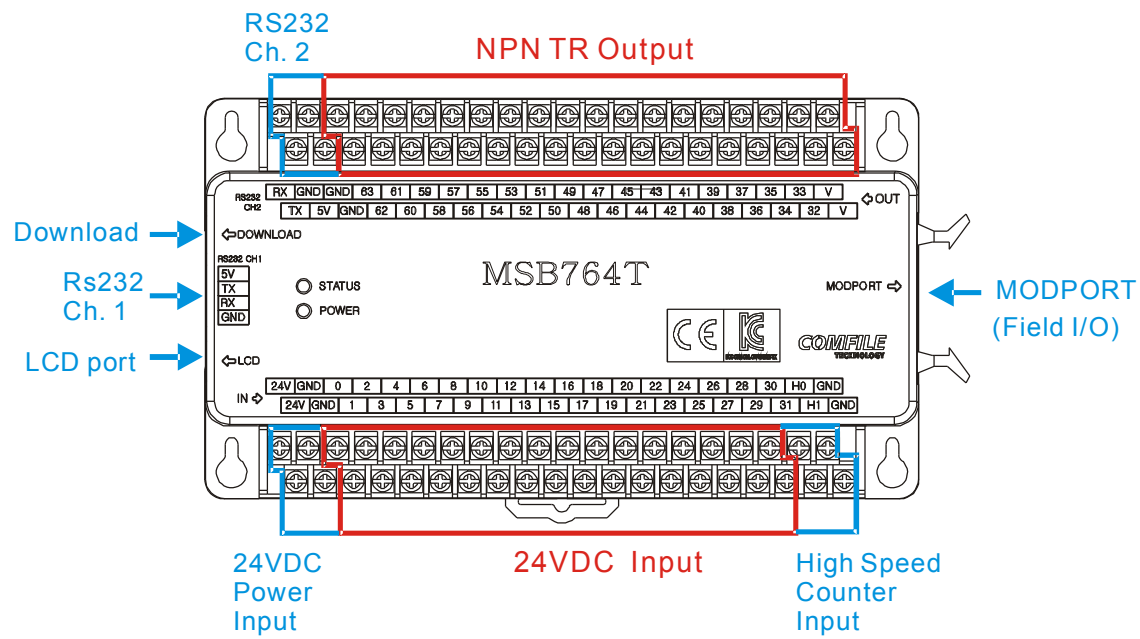 RS232
Ch. 2
NPN TR Output
RS232
CH2
RX GND GND 63 61 59 57 55 53 51 49 47 45 43 41 39 37 35 33 V
TX 5V GND 62 60 58 56 54 52 50 48 46 44 42 40 38 36 34 32 V
OUT
Download
DOWNLOAD
RS232 CH1
5V
TX
RX
GND
Rs232
Ch. 1
STATUS
POWER
MSB764T
MODPORT
MODPORT
(Field I/O)
CE
COMFILE
TECHNOLOGY
LCD port
LCD
IN
24V GND 0 2 4 6 8 10 12 14 16 18 20 22 24 26 28 30 H0 GND
24V GND 1 3 5 7 9 11 13 15 17 19 21 23 25 27 29 31 H1 GND
24VDC
Power
Input
24VDC Input
High Speed
Counter
Input